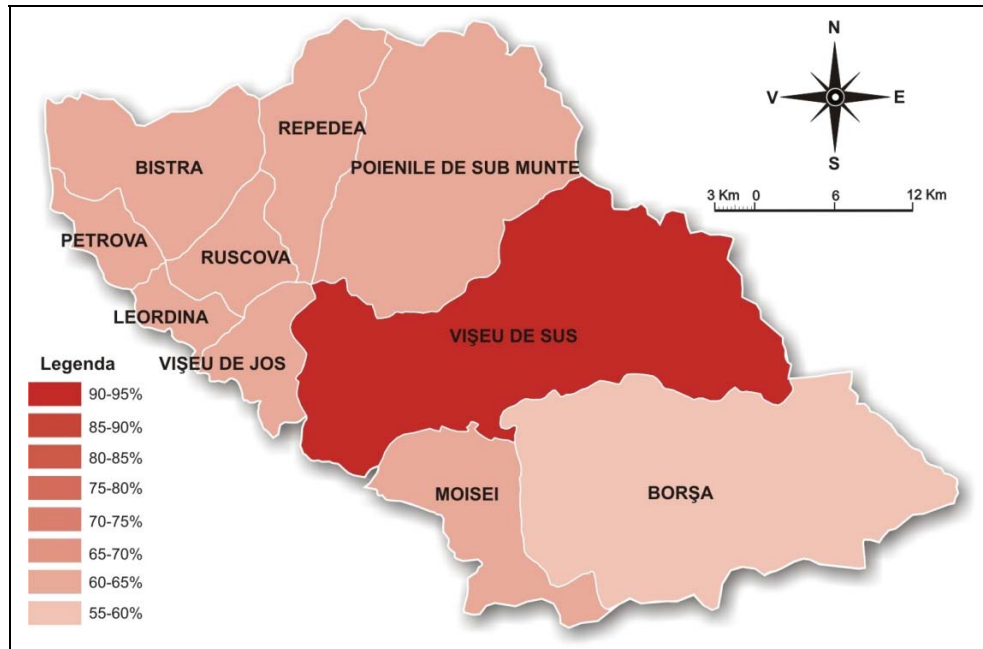 N
V E
S
3 Km 0 6 12 Km
REPEDEA
BISTRA
POIENILE DE SUB MUNTE
PETROVA
RUSCOVA
LEORDINA
VIŞEU DE JOS
VIŞEU DE SUS
MOISEI
BORŞA
Legenda
90-95%
85-90%
80-85%
75-80%
70-75%
65-70%
60-65%
55-60%